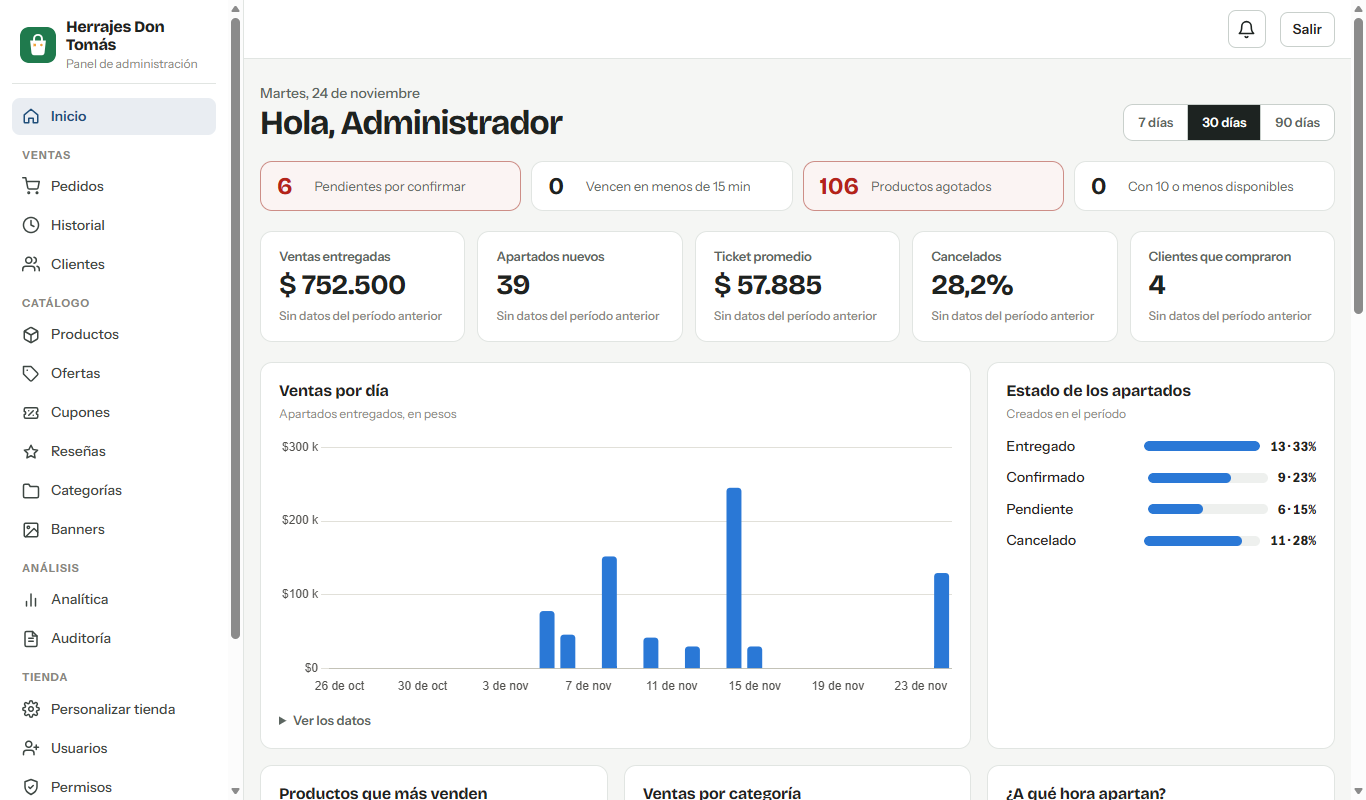 Herrajes Don
Tomás
Panel de administración
Inicio
VENTAS
Pedidos
Historial
Clientes
CATÁLOGO
Productos
Ofertas
Cupones
Reseñas
Categorías
Banners
ANÁLISIS
Analítica
Auditoría
TIENDA
Personalizar tienda
Usuarios
Permisos
Salir
Martes, 24 de noviembre
Hola, Administrador
7 días 30 días 90 días
6 Pendientes por confirmar
0 Vencen en menos de 15 min
106 Productos agotados
0 Con 10 o menos disponibles
Ventas entregadas
$ 752.500
Sin datos del período anterior
Apartados nuevos
39
Sin datos del período anterior
Ticket promedio
$ 57.885
Sin datos del período anterior
Cancelados
28,2%
Sin datos del período anterior
Clientes que compraron
4
Sin datos del período anterior
Ventas por día
Apartados entregados, en pesos
$300 k
$200 k
$100 k
$0
26 de oct 30 de oct 3 de nov 7 de nov 11 de nov 15 de nov 19 de nov 23 de nov
Ver los datos
Estado de los apartados
Creados en el período
Entregado 13·33%
Confirmado 9·23%
Pendiente 6·15%
Cancelado 11·28%
Productos que más venden
Ventas por categoría
¿A qué hora apartan?